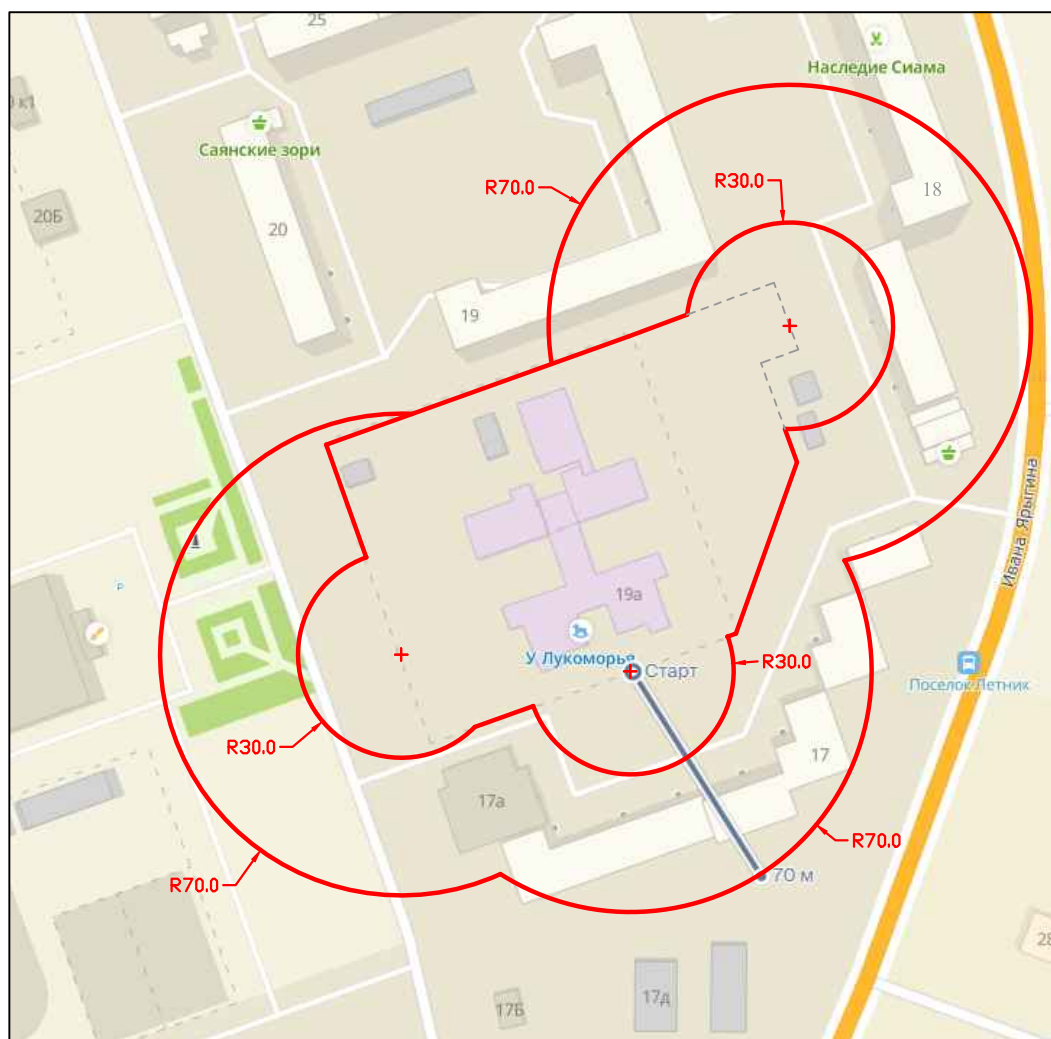 25
Наследие Сиама
к1
Саянские зори
R70.0
R30.0
18
20Б
20
19
Ивана Ярыгина
19а
У Лукоморья
Старт
R30.0
Поселок Летник
Р
R30.0
17
17а
R70.0
70 м
R70.0
28
17Б
17д